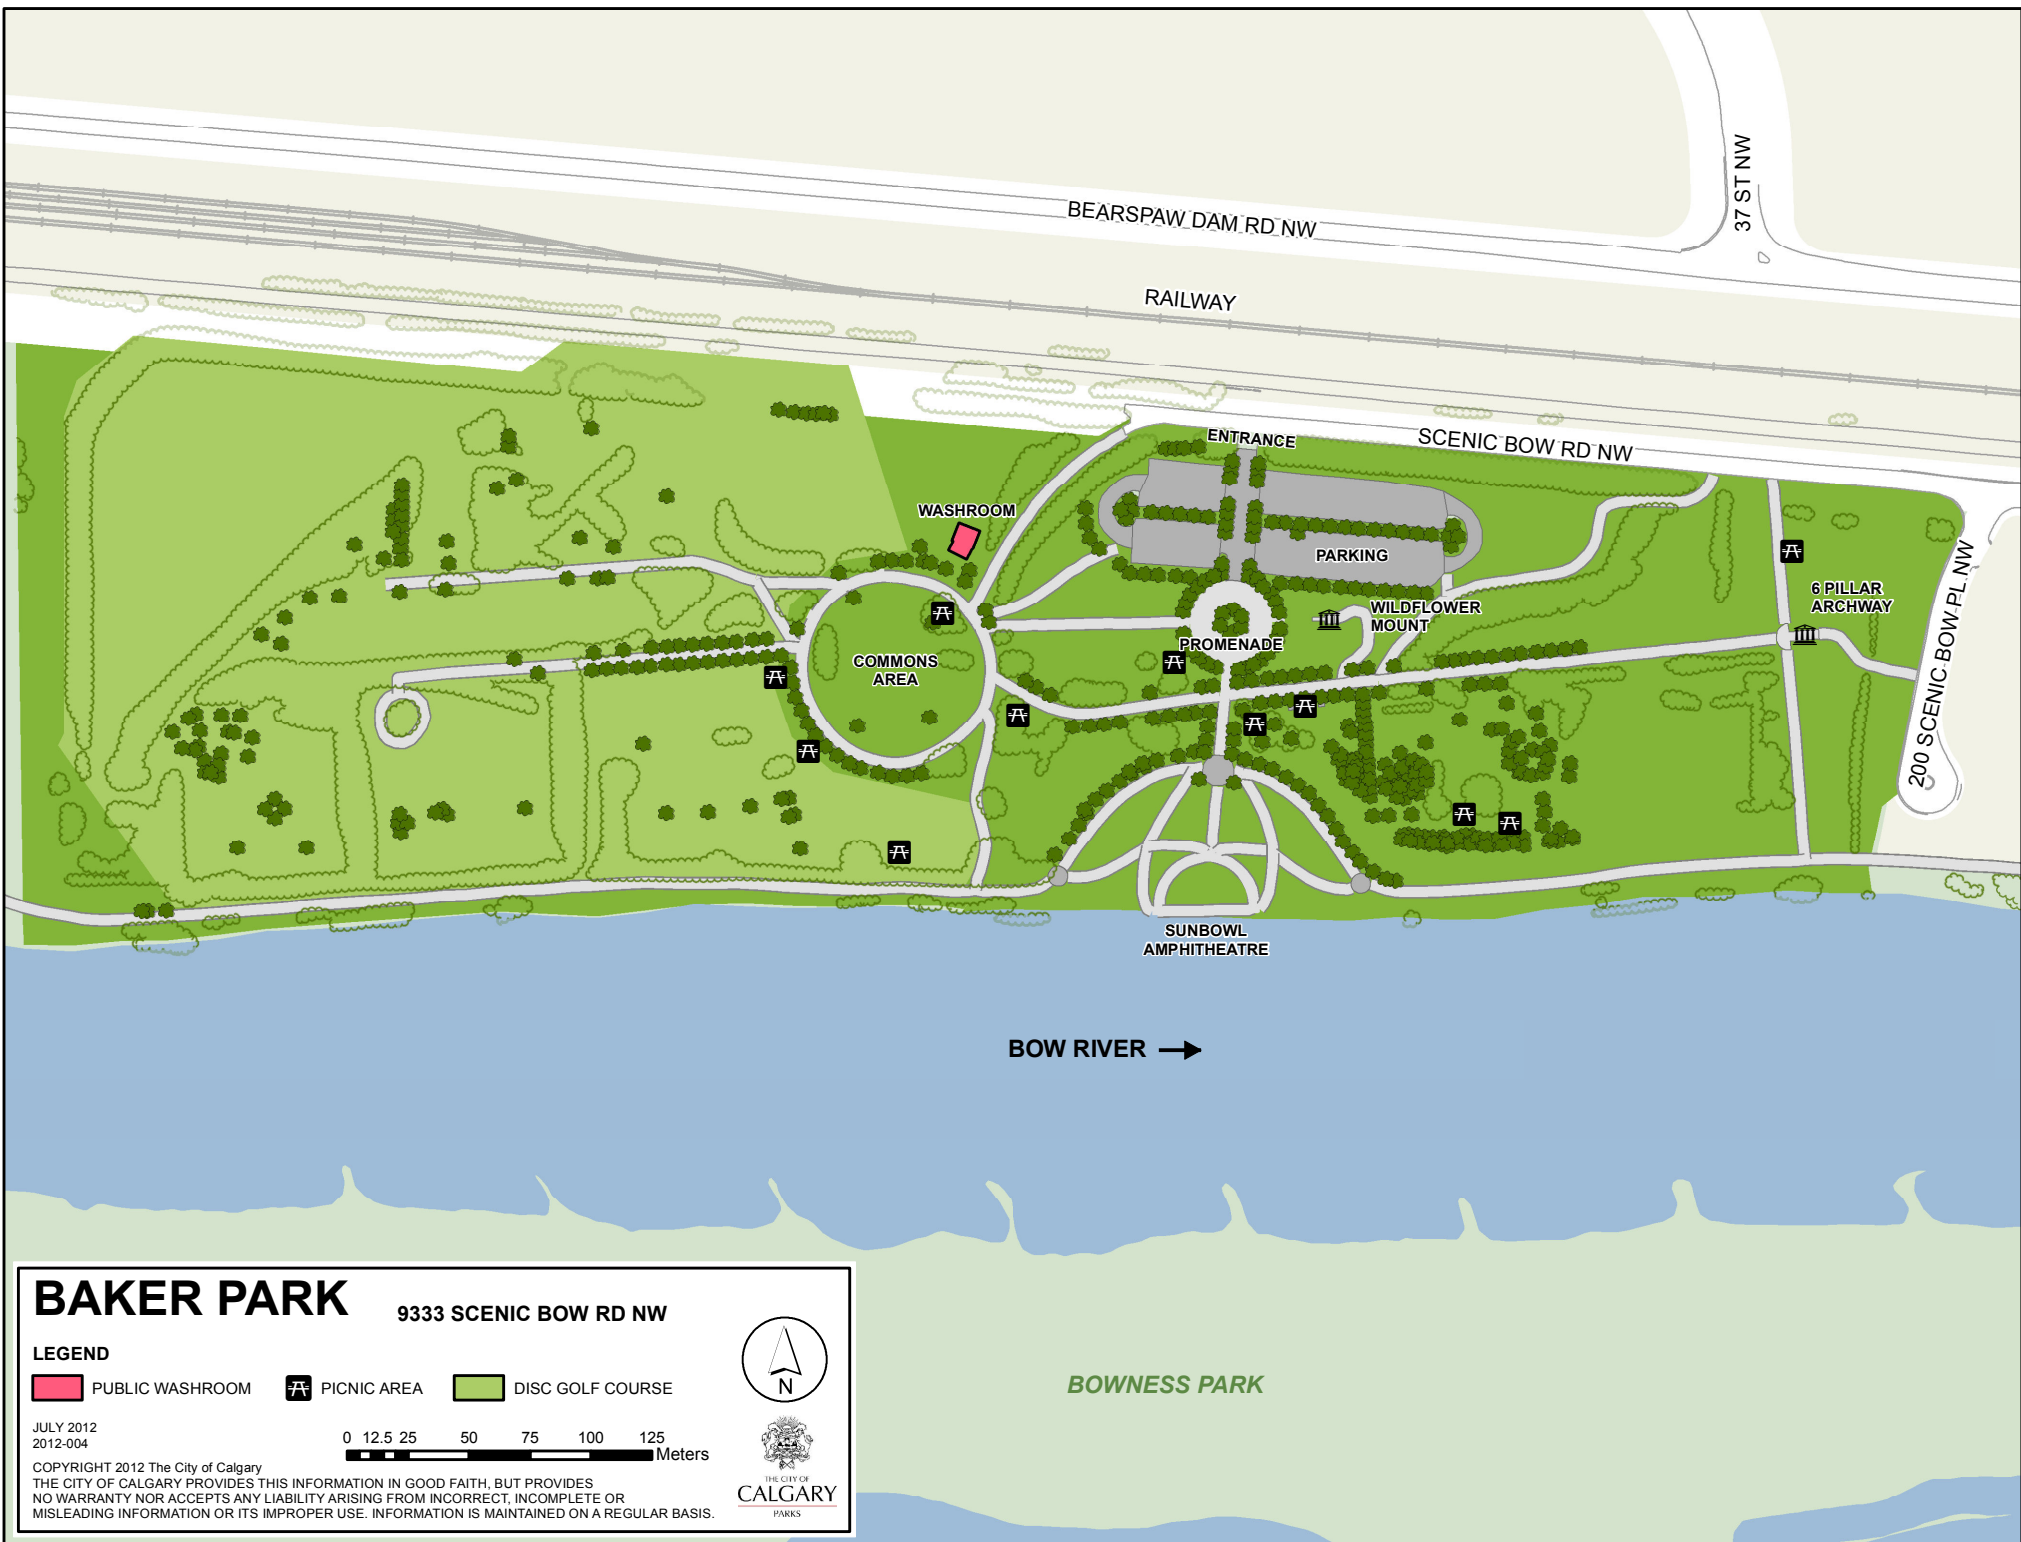 37 ST NW
BEARSPAW DAM RD NW
RAILWAY
ENTRANCE
SCENIC BOW RD NW
WASHROOM
PARKING
6 PILLAR
ARCHWAY
WILDFLOWER
MOUNT
PROMENADE
COMMONS
AREA
200 SCENIC BOW PL NW
SUNBOWL
AMPHITHEATRE
BOW RIVER
BOWNESS PARK
BAKER PARK
9333 SCENIC BOW RD NW
LEGEND
PUBLIC WASHROOM
PICNIC AREA
DISC GOLF COURSE
N
JULY 2012
2012-004
0 12.5 25 50 75 100 125
Meters
COPYRIGHT 2012 The City of Calgary
THE CITY OF CALGARY PROVIDES THIS INFORMATION IN GOOD FAITH, BUT PROVIDES
NO WARRANTY NOR ACCEPTS ANY LIABILITY ARISING FROM INCORRECT, INCOMPLETE OR
MISLEADING INFORMATION OR ITS IMPROPER USE. INFORMATION IS MAINTAINED ON A REGULAR BASIS.
THE CITY OF
CALGARY
PARKS